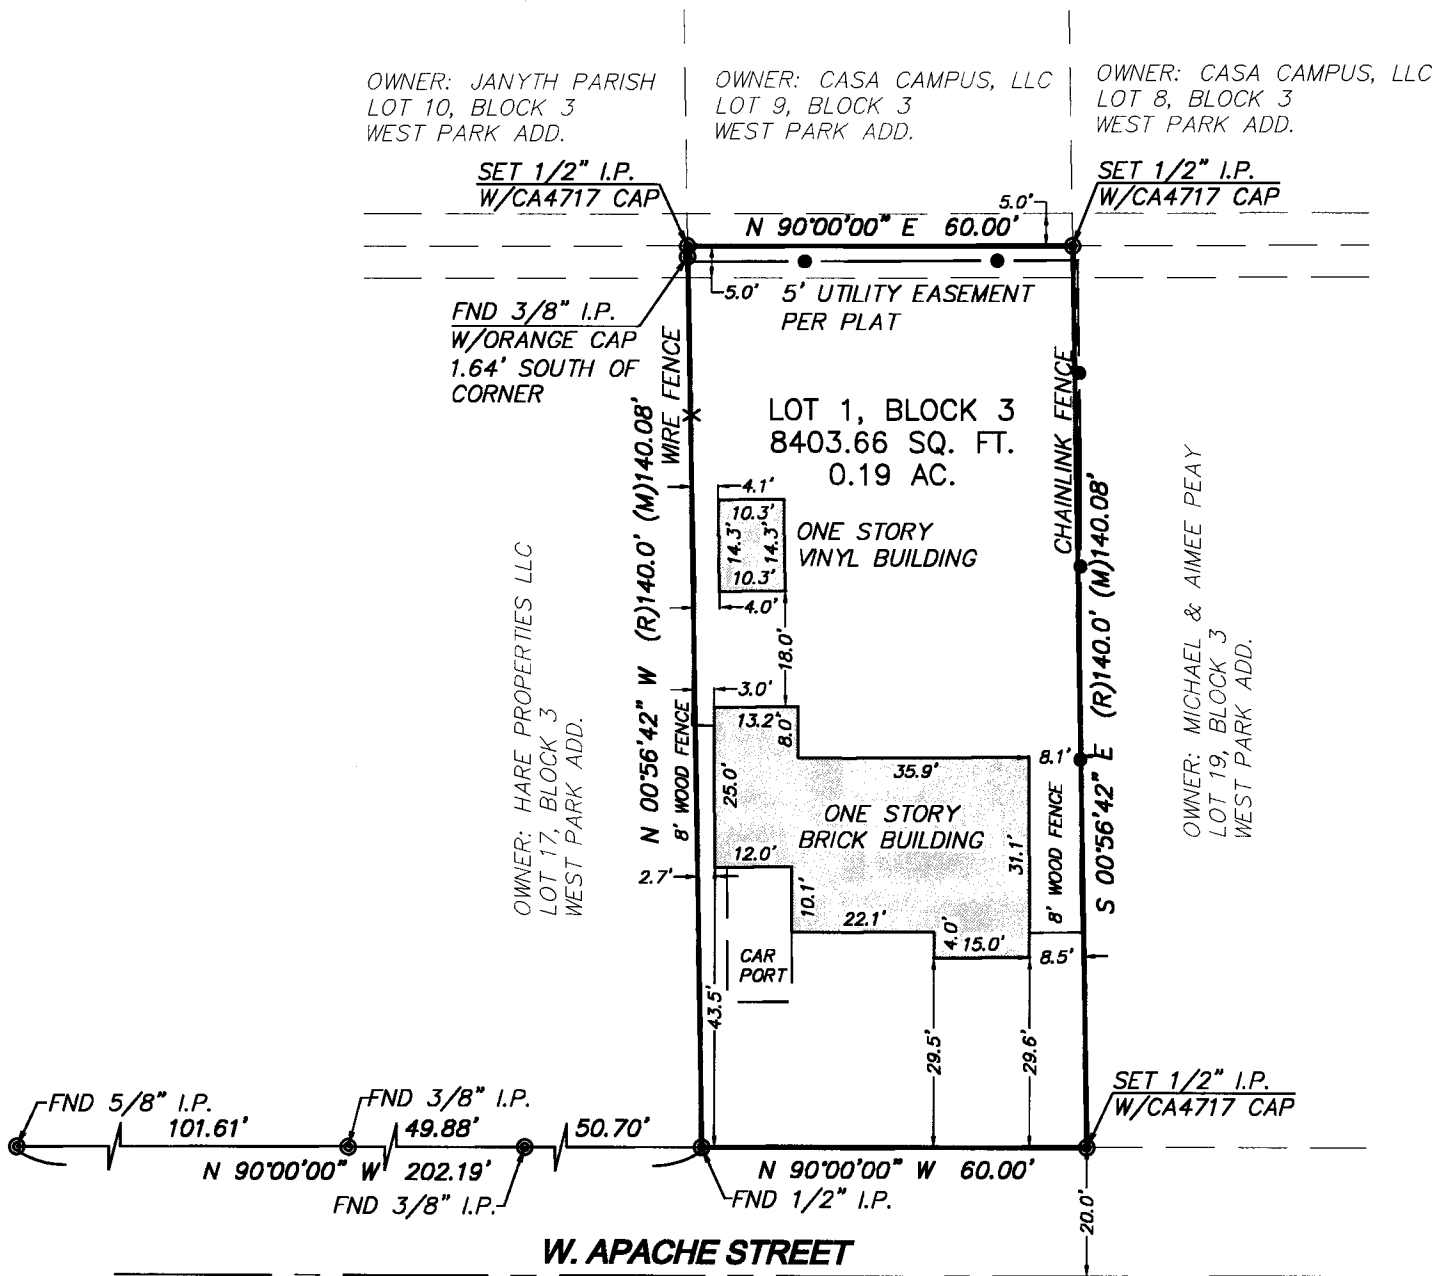 OWNER: JANYTH PARISH
LOT 10, BLOCK 3
WEST PARK ADD.
OWNER: CASA CAMPUS, LLC
LOT 9, BLOCK 3
WEST PARK ADD.
OWNER: CASA CAMPUS, LLC
LOT 8, BLOCK 3
WEST PARK ADD.
SET 1/2" I.P.
W/CA4717 CAP
SET 1/2" I.P.
W/CA4717 CAP
5.0'
N 90°00'00" E 60.00'
5.0'
5' UTILITY EASEMENT
PER PLAT
FND 3/8" I.P.
W/ORANGE CAP
1.64' SOUTH OF
CORNER
WIRE FENCE
CHAINLINK FENCE
LOT 1, BLOCK 3
8403.66 SQ. FT.
0.19 AC.
N 00°56'42" W (R)140.0' (M)140.08'
S 00°56'42" E (R)140.0' (M)140.08'
4.1'
10.3'
14.3'
14.3'
10.3'
4.0'
ONE STORY
VINYL BUILDING
18.0'
OWNER: HARE PROPERTIES LLC
LOT 17, BLOCK 3
WEST PARK ADD.
OWNER: MICHAEL & AIMEE PEAY
LOT 19, BLOCK 3
WEST PARK ADD.
3.0'
13.2'
8.0'
35.9'
8.1'
8' WOOD FENCE
25.0'
ONE STORY
BRICK BUILDING
31.1'
8' WOOD FENCE
12.0'
2.7'
10.1'
22.1'
4.0'
15.0'
8.5'
CAR
PORT
43.5'
29.5'
29.6'
SET 1/2" I.P.
W/CA4717 CAP
FND 5/8" I.P.
FND 3/8" I.P.
101.61'
49.88'
50.70'
N 90°00'00" W 202.19'
N 90°00'00" W 60.00'
FND 3/8" I.P.
FND 1/2" I.P.
20.0'
W. APACHE STREET